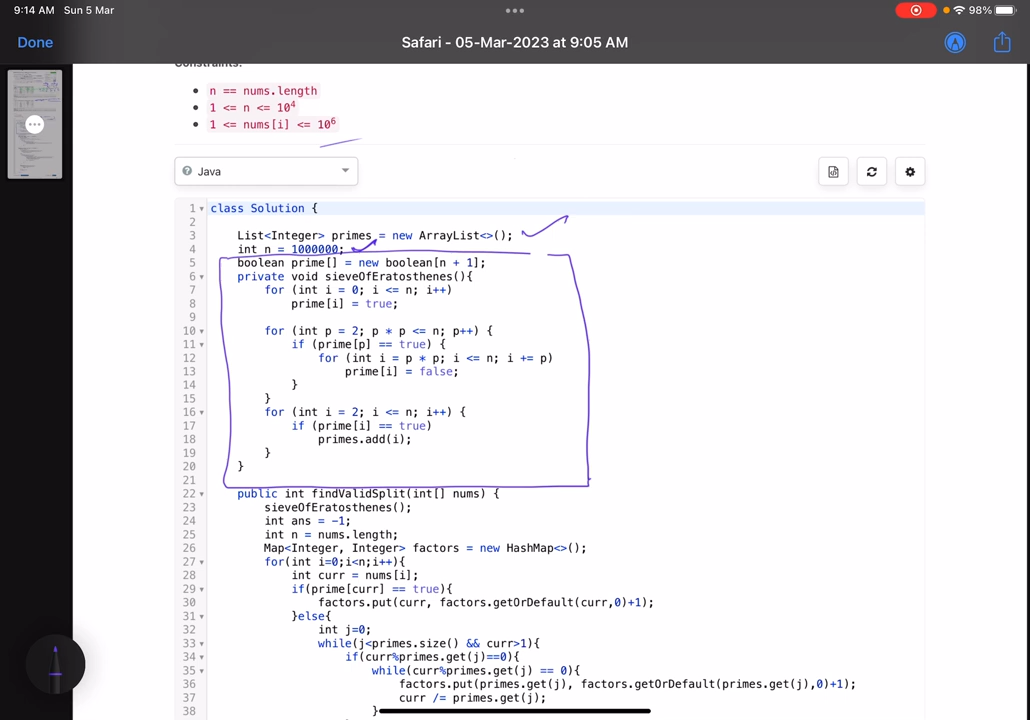 9:14 AM Sun 5 Mar
98%
Done
Safari - 05-Mar-2023 at 9:05 AM
Constraints:
n == nums.length
1 <= n <= 10⁴
1 <= nums[i] <= 10⁶
Java
1 class Solution {
2
3 List<Integer> primes = new ArrayList<>();
4 int n = 1000000;
5 boolean prime[] = new boolean[n + 1];
6 private void sieveOfEratosthenes(){
7 for (int i = 0; i <= n; i++)
8 prime[i] = true;
9
10 for (int p = 2; p * p <= n; p++) {
11 if (prime[p] == true) {
12 for (int i = p * p; i <= n; i += p)
13 prime[i] = false;
14 }
15 }
16 for (int i = 2; i <= n; i++) {
17 if (prime[i] == true)
18 primes.add(i);
19 }
20 }
21
22 public int findValidSplit(int[] nums) {
23 sieveOfEratosthenes();
24 int ans = -1;
25 int n = nums.length;
26 Map<Integer, Integer> factors = new HashMap<>();
27 for(int i=0;i<n;i++){
28 int curr = nums[i];
29 if(prime[curr] == true){
30 factors.put(curr, factors.getOrDefault(curr,0)+1);
31 }else{
32 int j=0;
33 while(j<primes.size() && curr>1){
34 if(curr%primes.get(j)==0){
35 while(curr%primes.get(j) == 0){
36 factors.put(primes.get(j), factors.getOrDefault(primes.get(j),0)+1);
37 curr /= primes.get(j);
38 }